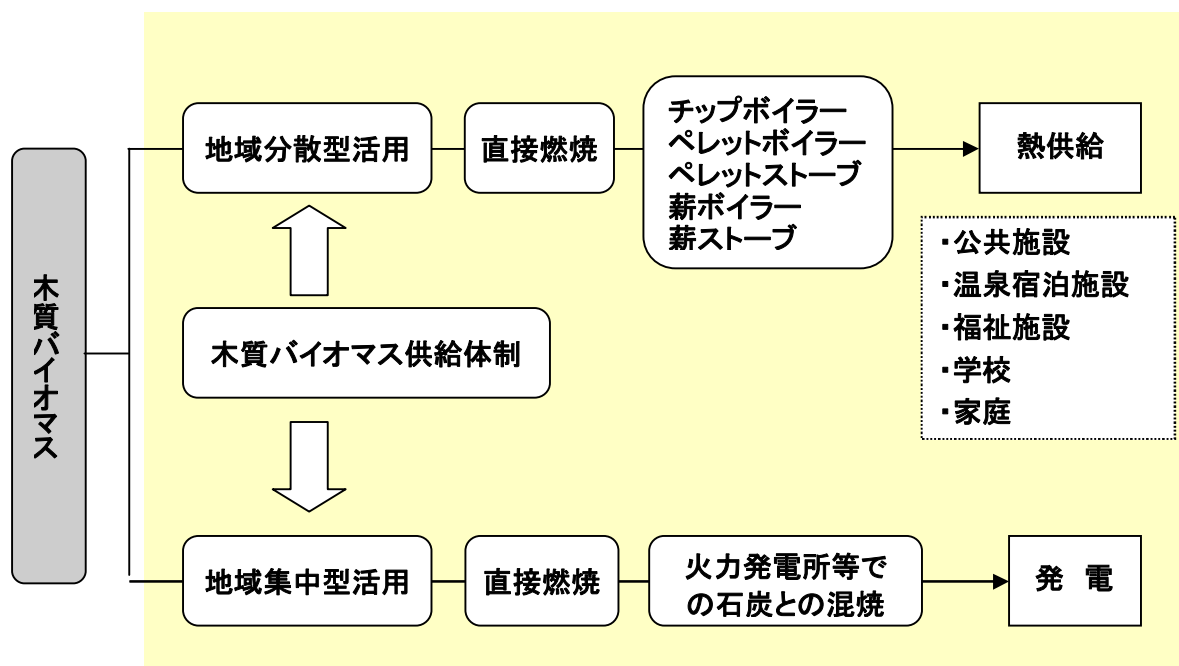 木質バイオマス
地域分散型活用
直接燃焼
チップボイラー
ペレットボイラー
ペレットストーブ
薪ボイラー
薪ストーブ
熱供給
・公共施設
・温泉宿泊施設
・福祉施設
・学校
・家庭
木質バイオマス供給体制
地域集中型活用
直接燃焼
火力発電所等で
の石炭との混焼
発　電